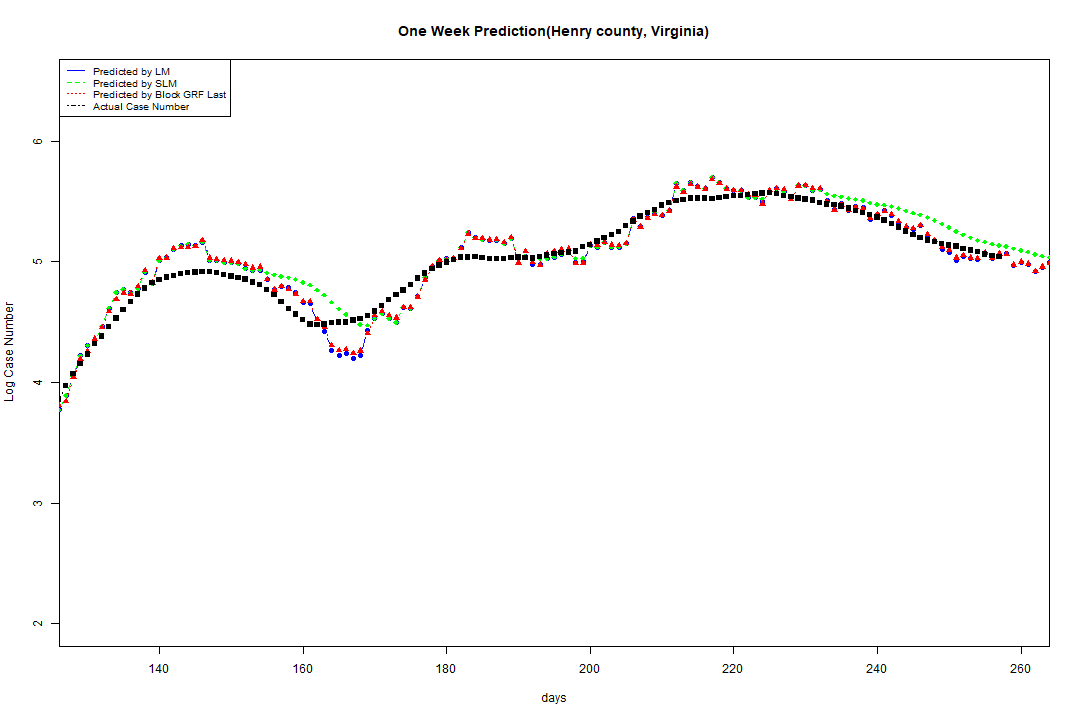 One Week Prediction(Henry county, Virginia)
Predicted by LM
Predicted by SLM
Predicted by Block GRF Last
Actual Case Number
6
5
4
3
2
Log Case Number
140 160 180 200 220 240 260
days